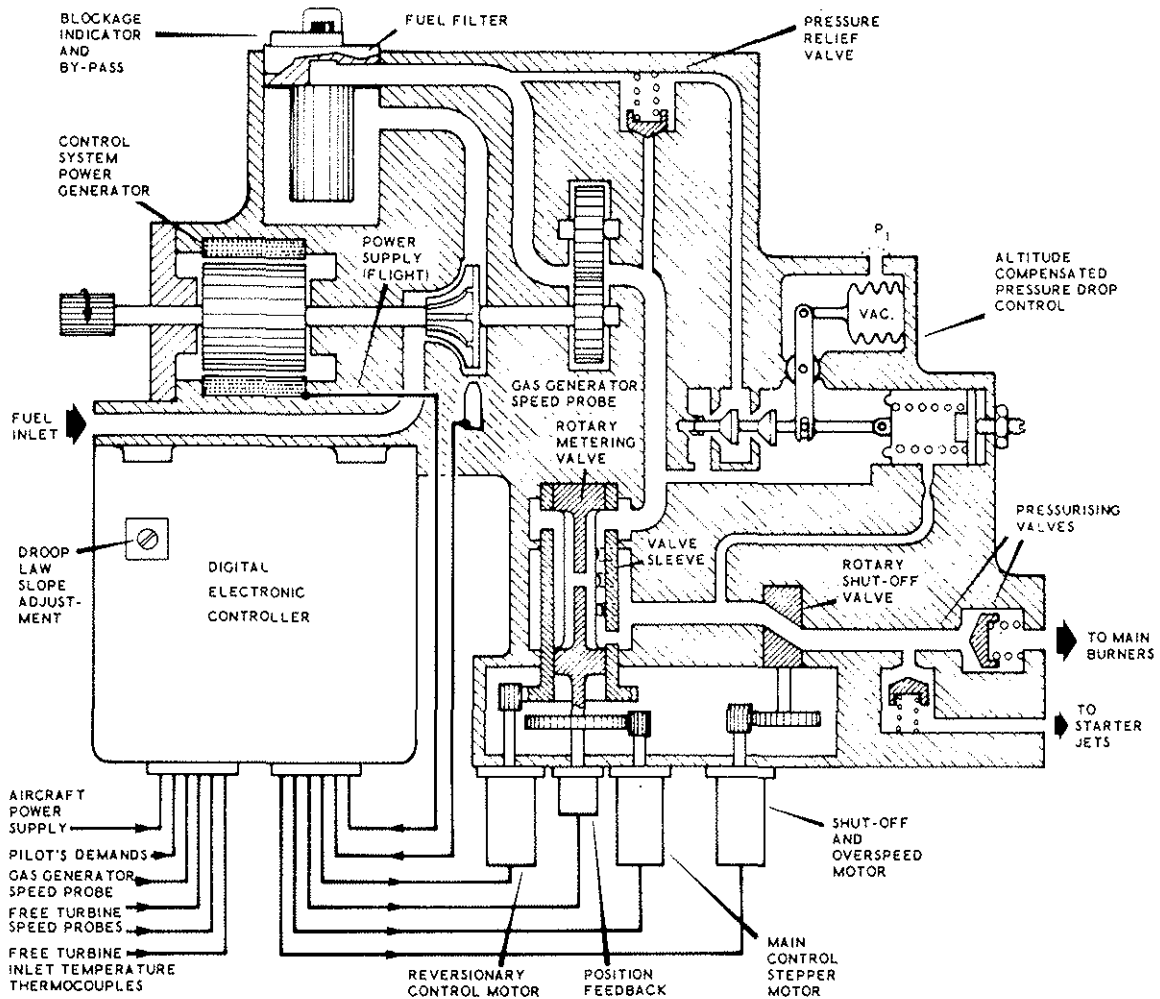 BLOCKAGE
INDICATOR
AND
BY-PASS
FUEL FILTER
PRESSURE
RELIEF
VALVE
CONTROL
SYSTEM
POWER
GENERATOR
POWER
SUPPLY
(FLIGHT)
P1
ALTITUDE
COMPENSATED
PRESSURE DROP
CONTROL
VAC.
FUEL
INLET
GAS GENERATOR
SPEED PROBE
ROTARY
METERING
VALVE
PRESSURISING
VALVES
VALVE
SLEEVE
ROTARY
SHUT-OFF
VALVE
DROOP
LAW
SLOPE
ADJUST-
MENT
DIGITAL
ELECTRONIC
CONTROLLER
TO MAIN
BURNERS
TO
STARTER
JETS
AIRCRAFT
POWER
SUPPLY
PILOT'S DEMANDS
GAS GENERATOR
SPEED PROBE
FREE TURBINE
SPEED PROBES
FREE TURBINE
INLET TEMPERATURE
THERMOCOUPLES
SHUT-OFF
AND
OVERSPEED
MOTOR
REVERSIONARY
CONTROL MOTOR
POSITION
FEEDBACK
MAIN
CONTROL
STEPPER
MOTOR